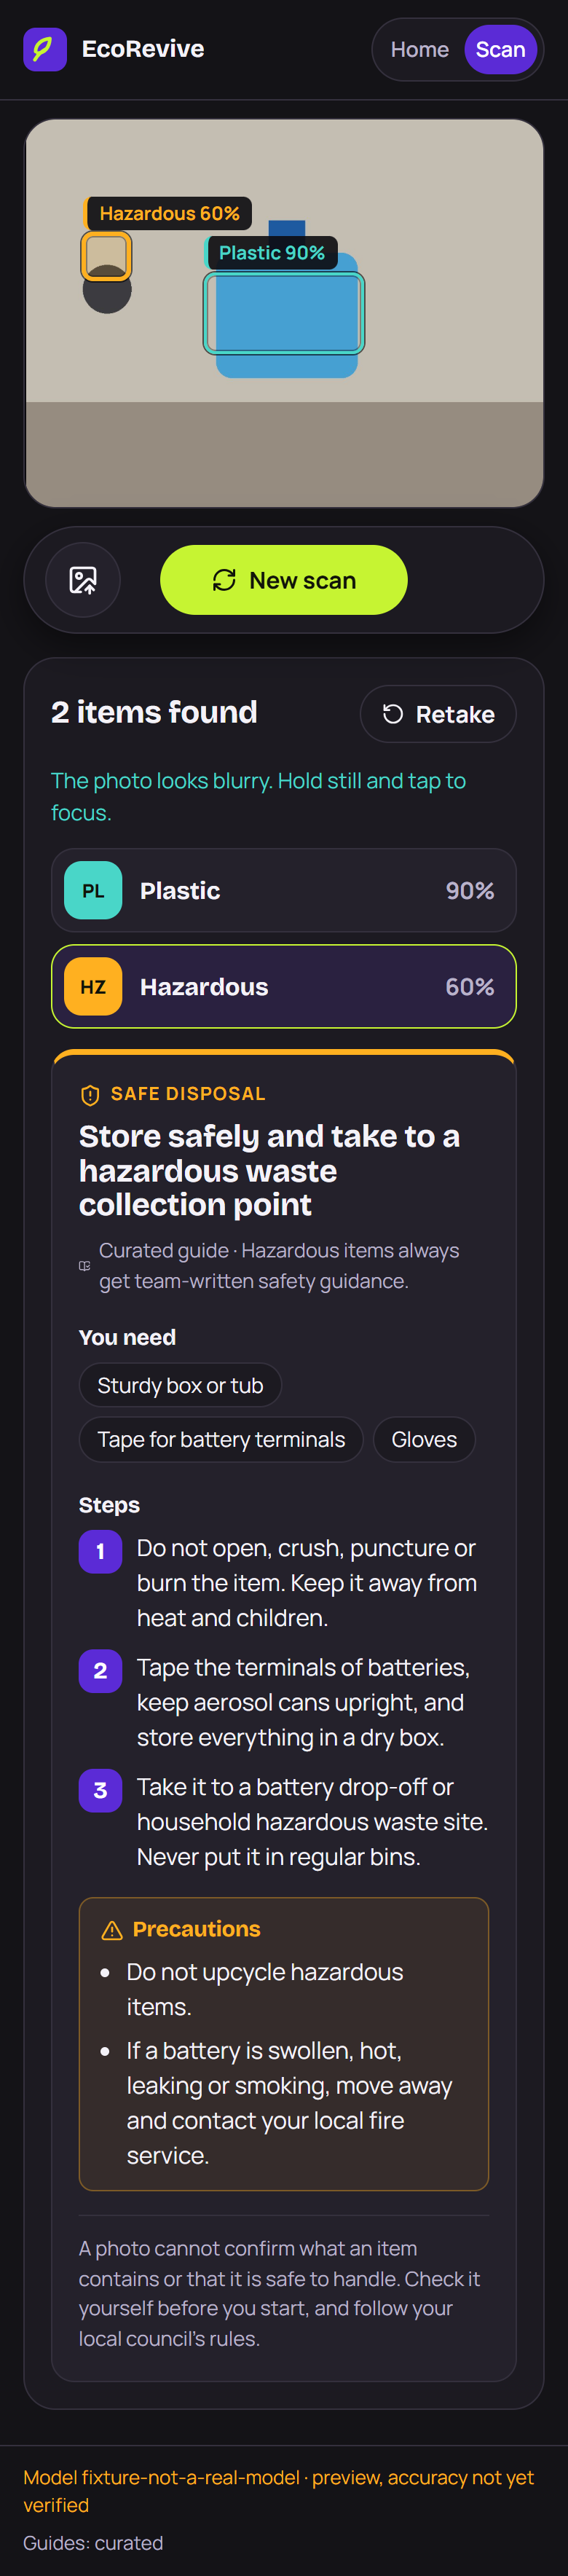 EcoRevive
Home
Scan
Hazardous 60%
Plastic 90%
New scan
2 items found
Retake
The photo looks blurry. Hold still and tap to
focus.
PL
Plastic
90%
HZ
Hazardous
60%
SAFE DISPOSAL
Store safely and take to a
hazardous waste
collection point
Curated guide · Hazardous items always
get team-written safety guidance.
You need
Sturdy box or tub
Tape for battery terminals
Gloves
Steps
1
Do not open, crush, puncture or
burn the item. Keep it away from
heat and children.
2
Tape the terminals of batteries,
keep aerosol cans upright, and
store everything in a dry box.
3
Take it to a battery drop-off or
household hazardous waste site.
Never put it in regular bins.
Precautions
• Do not upcycle hazardous
items.
• If a battery is swollen, hot,
leaking or smoking, move away
and contact your local fire
service.
A photo cannot confirm what an item
contains or that it is safe to handle. Check it
yourself before you start, and follow your
local council's rules.
Model fixture-not-a-real-model · preview, accuracy not yet
verified
Guides: curated